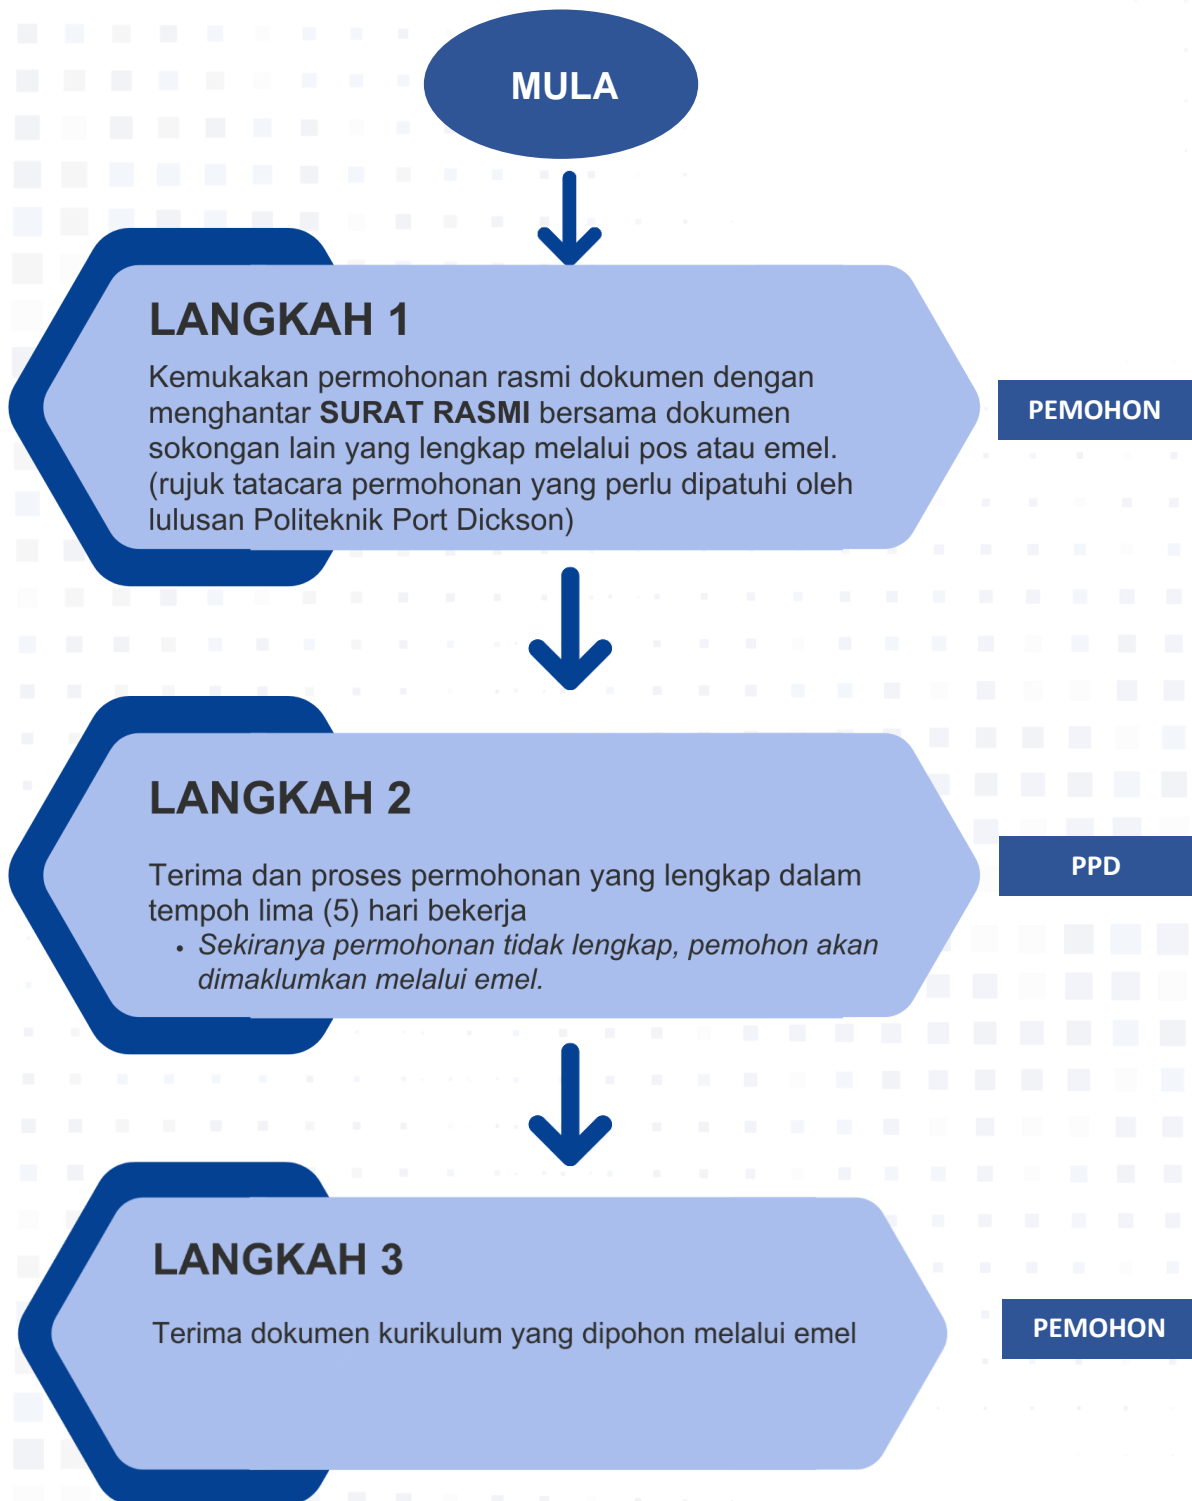 MULA
LANGKAH 1
Kemukakan permohonan rasmi dokumen dengan
menghantar SURAT RASMI bersama dokumen
sokongan lain yang lengkap melalui pos atau emel.
(rujuk tatacara permohonan yang perlu dipatuhi oleh
lulusan Politeknik Port Dickson)
PEMOHON
LANGKAH 2
Terima dan proses permohonan yang lengkap dalam
tempoh lima (5) hari bekerja
• Sekiranya permohonan tidak lengkap, pemohon akan
dimaklumkan melalui emel.
PPD
LANGKAH 3
Terima dokumen kurikulum yang dipohon melalui emel
PEMOHON